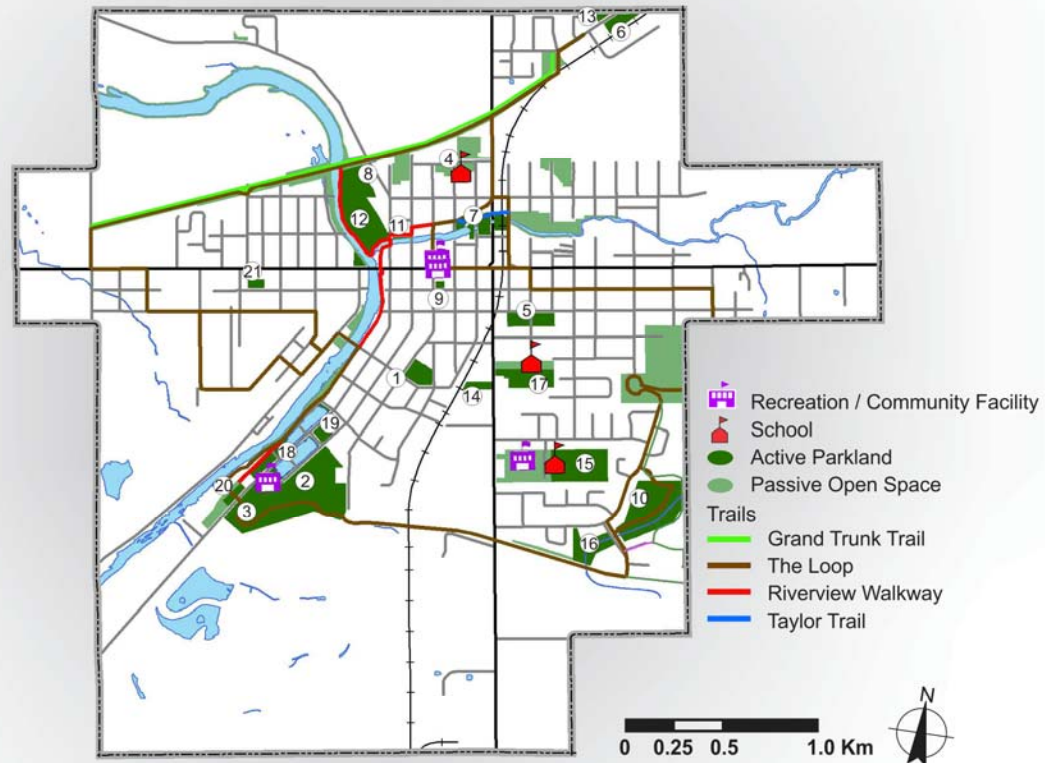 13
6
4
8
12
11
7
21
9
5
1
14
17
19
18
2
20
3
15
10
16
Recreation / Community Facility
School
Active Parkland
Passive Open Space
Trails
Grand Trunk Trail
The Loop
Riverview Walkway
Taylor Trail
N
0 0.25 0.5 1.0 Km